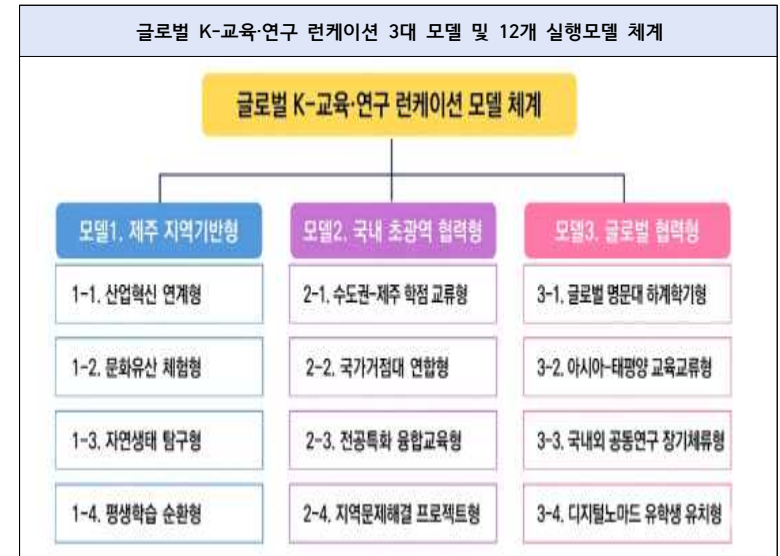 글로벌 K-교육·연구 런케이션 3대 모델 및 12개 실행모델 체계
글로벌 K-교육·연구 런케이션 모델 체계
모델1. 제주 지역기반형
1-1. 산업혁신 연계형
1-2. 문화유산 체험형
1-3. 자연생태 탐구형
1-4. 평생학습 순환형
모델2. 국내 초광역 협력형
2-1. 수도권-제주 학점 교류형
2-2. 국가거점대 연합형
2-3. 전공특화 융합교육형
2-4. 지역문제해결 프로젝트형
모델3. 글로벌 협력형
3-1. 글로벌 명문대 하계학기형
3-2. 아시아-태평양 교육교류형
3-3. 국내외 공동연구 장기체류형
3-4. 디지털노마드 유학생 유치형